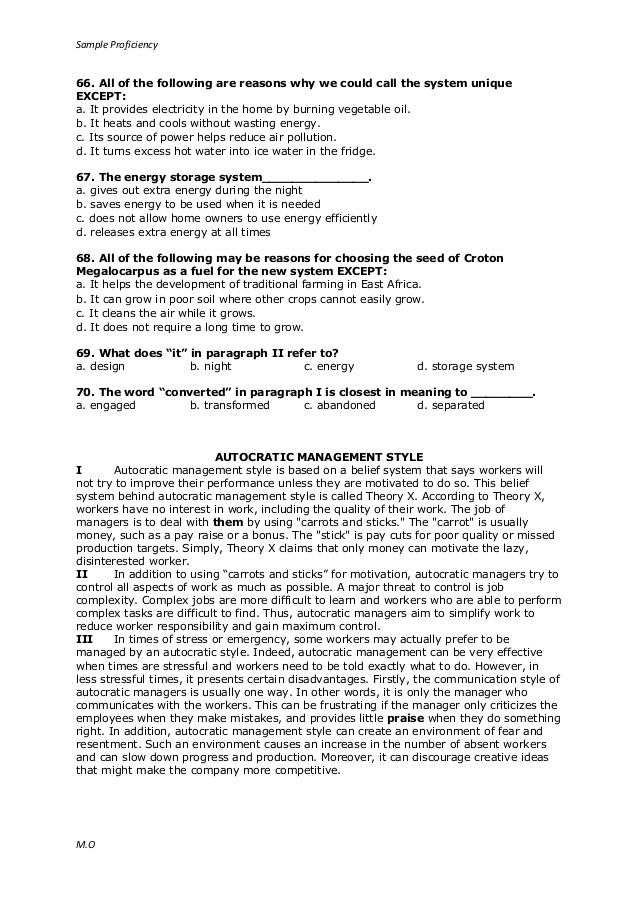 Sample Proficiency
66. All of the following are reasons why we could call the system unique
EXCEPT:
a. It provides electricity in the home by burning vegetable oil.
b. It heats and cools without wasting energy.
c. Its source of power helps reduce air pollution.
d. It turns excess hot water into ice water in the fridge.
67. The energy storage system________________.
a. gives out extra energy during the night
b. saves energy to be used when it is needed
c. does not allow home owners to use energy efficiently
d. releases extra energy at all times
68. All of the following may be reasons for choosing the seed of Croton
Megalocarpus as a fuel for the new system EXCEPT:
a. It helps the development of traditional farming in East Africa.
b. It can grow in poor soil where other crops cannot easily grow.
c. It cleans the air while it grows.
d. It does not require a long time to grow.
69. What does “it” in paragraph II refer to?
a. design b. night c. energy d. storage system
70. The word “converted” in paragraph I is closest in meaning to _________.
a. engaged b. transformed c. abandoned d. separated
AUTOCRATIC MANAGEMENT STYLE
I Autocratic management style is based on a belief system that says workers will
not try to improve their performance unless they are motivated to do so. This belief
system behind autocratic management style is called Theory X. According to Theory X,
workers have no interest in work, including the quality of their work. The job of
managers is to deal with them by using "carrots and sticks." The "carrot" is usually
money, such as a pay raise or a bonus. The "stick" is pay cuts for poor quality or missed
production targets. Simply, Theory X claims that only money can motivate the lazy,
disinterested worker.
II In addition to using “carrots and sticks” for motivation, autocratic managers try to
control all aspects of work as much as possible. A major threat to control is job
complexity. Complex jobs are more difficult to learn and workers who are able to perform
complex tasks are difficult to find. Thus, autocratic managers aim to simplify work to
reduce worker responsibility and gain maximum control.
III In times of stress or emergency, some workers may actually prefer to be
managed by an autocratic style. Indeed, autocratic management can be very effective
when times are stressful and workers need to be told exactly what to do. However, in
less stressful times, it presents certain disadvantages. Firstly, the communication style of
autocratic managers is usually one way. In other words, it is only the manager who
communicates with the workers. This can be frustrating if the manager only criticizes the
employees when they make mistakes, and provides little praise when they do something
right. In addition, autocratic management style can create an environment of fear and
resentment. Such an environment causes an increase in the number of absent workers
and can slow down progress and production. Moreover, it can discourage creative ideas
that might make the company more competitive.
M.O